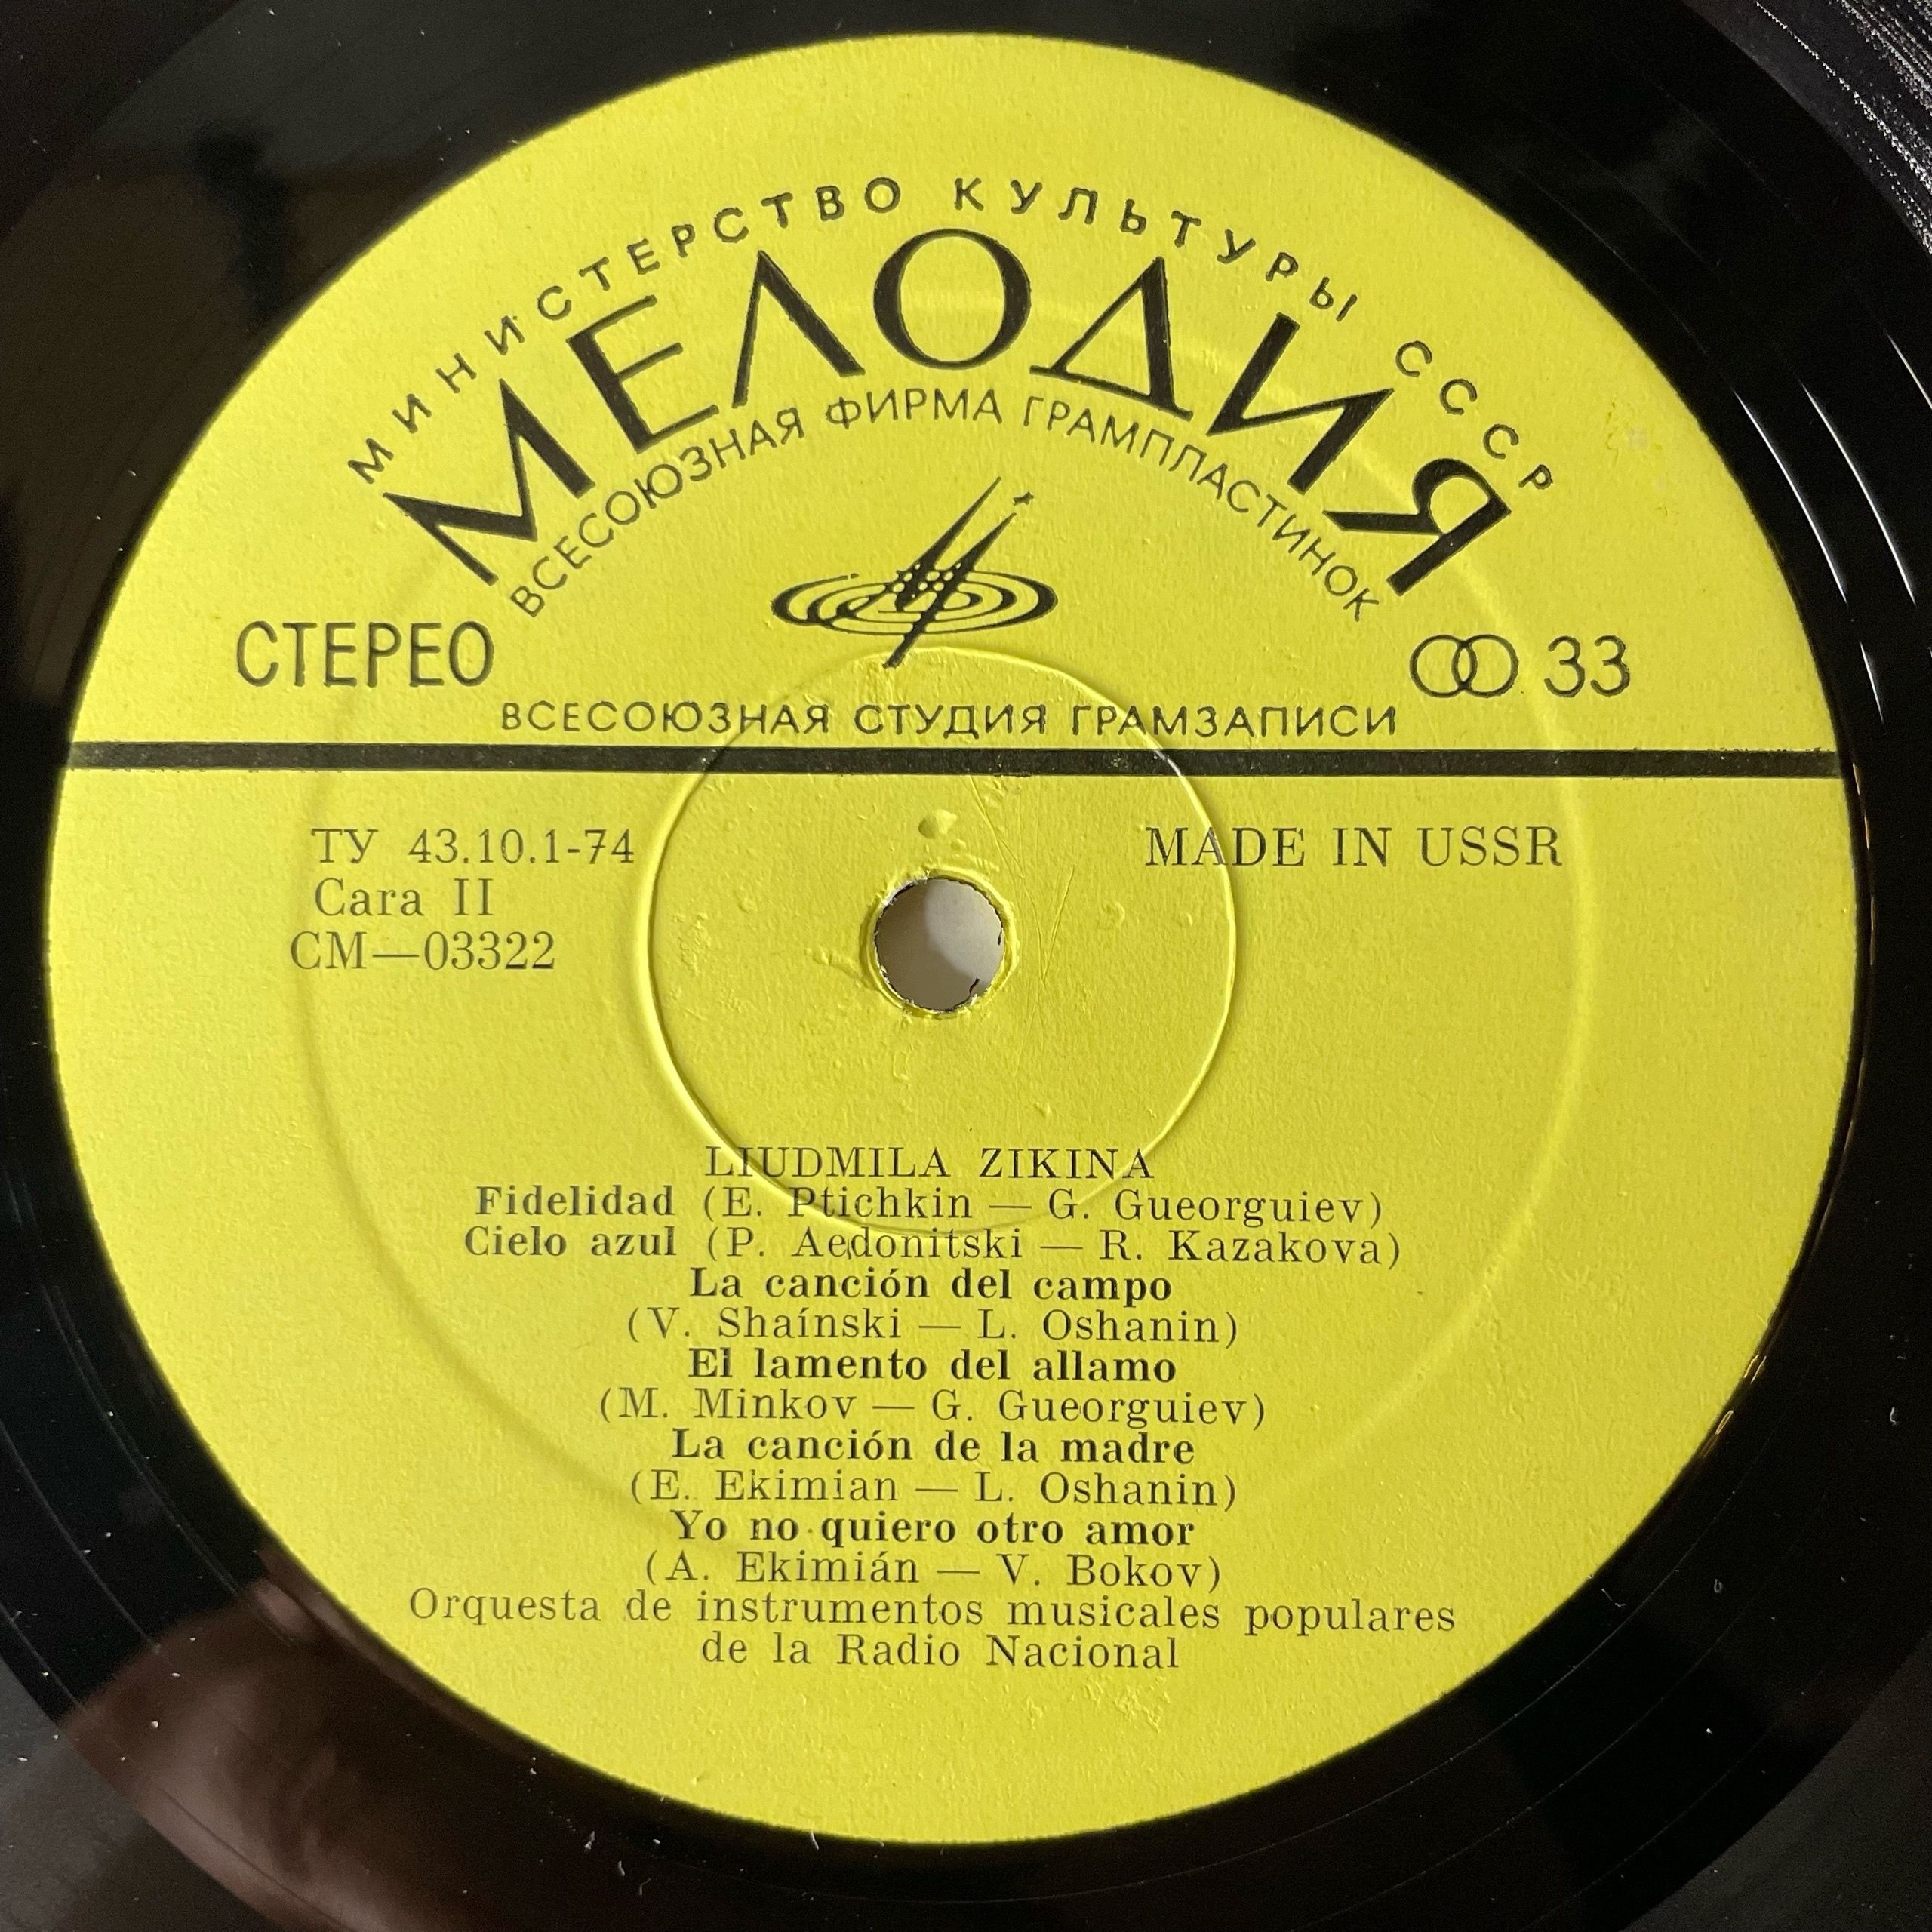 МИНИСТЕРСТВО КУЛЬТУРЫ СССР
МЕЛОДИЯ
ВСЕСОЮЗНАЯ ФИРМА ГРАМПЛАСТИНОК
СТЕРЕО
33
ВСЕСОЮЗНАЯ СТУДИЯ ГРАМЗАПИСИ
ТУ 43.10.1-74
MADE IN USSR
Cara II
СМ—03322
LIUDMILA ZIKINA
Fidelidad (E. Ptichkin — G. Gueorguiev)
Cielo azul (P. Aedonitski — R. Kazakova)
La canción del campo
(V. Shaínski — L. Oshanin)
El lamento del allamo
(M. Minkov — G. Gueorguiev)
La canción de la madre
(E. Ekimian — L. Oshanin)
Yo no quiero otro amor
(A. Ekimián — V. Bokov)
Orquesta de instrumentos musicales populares
de la Radio Nacional